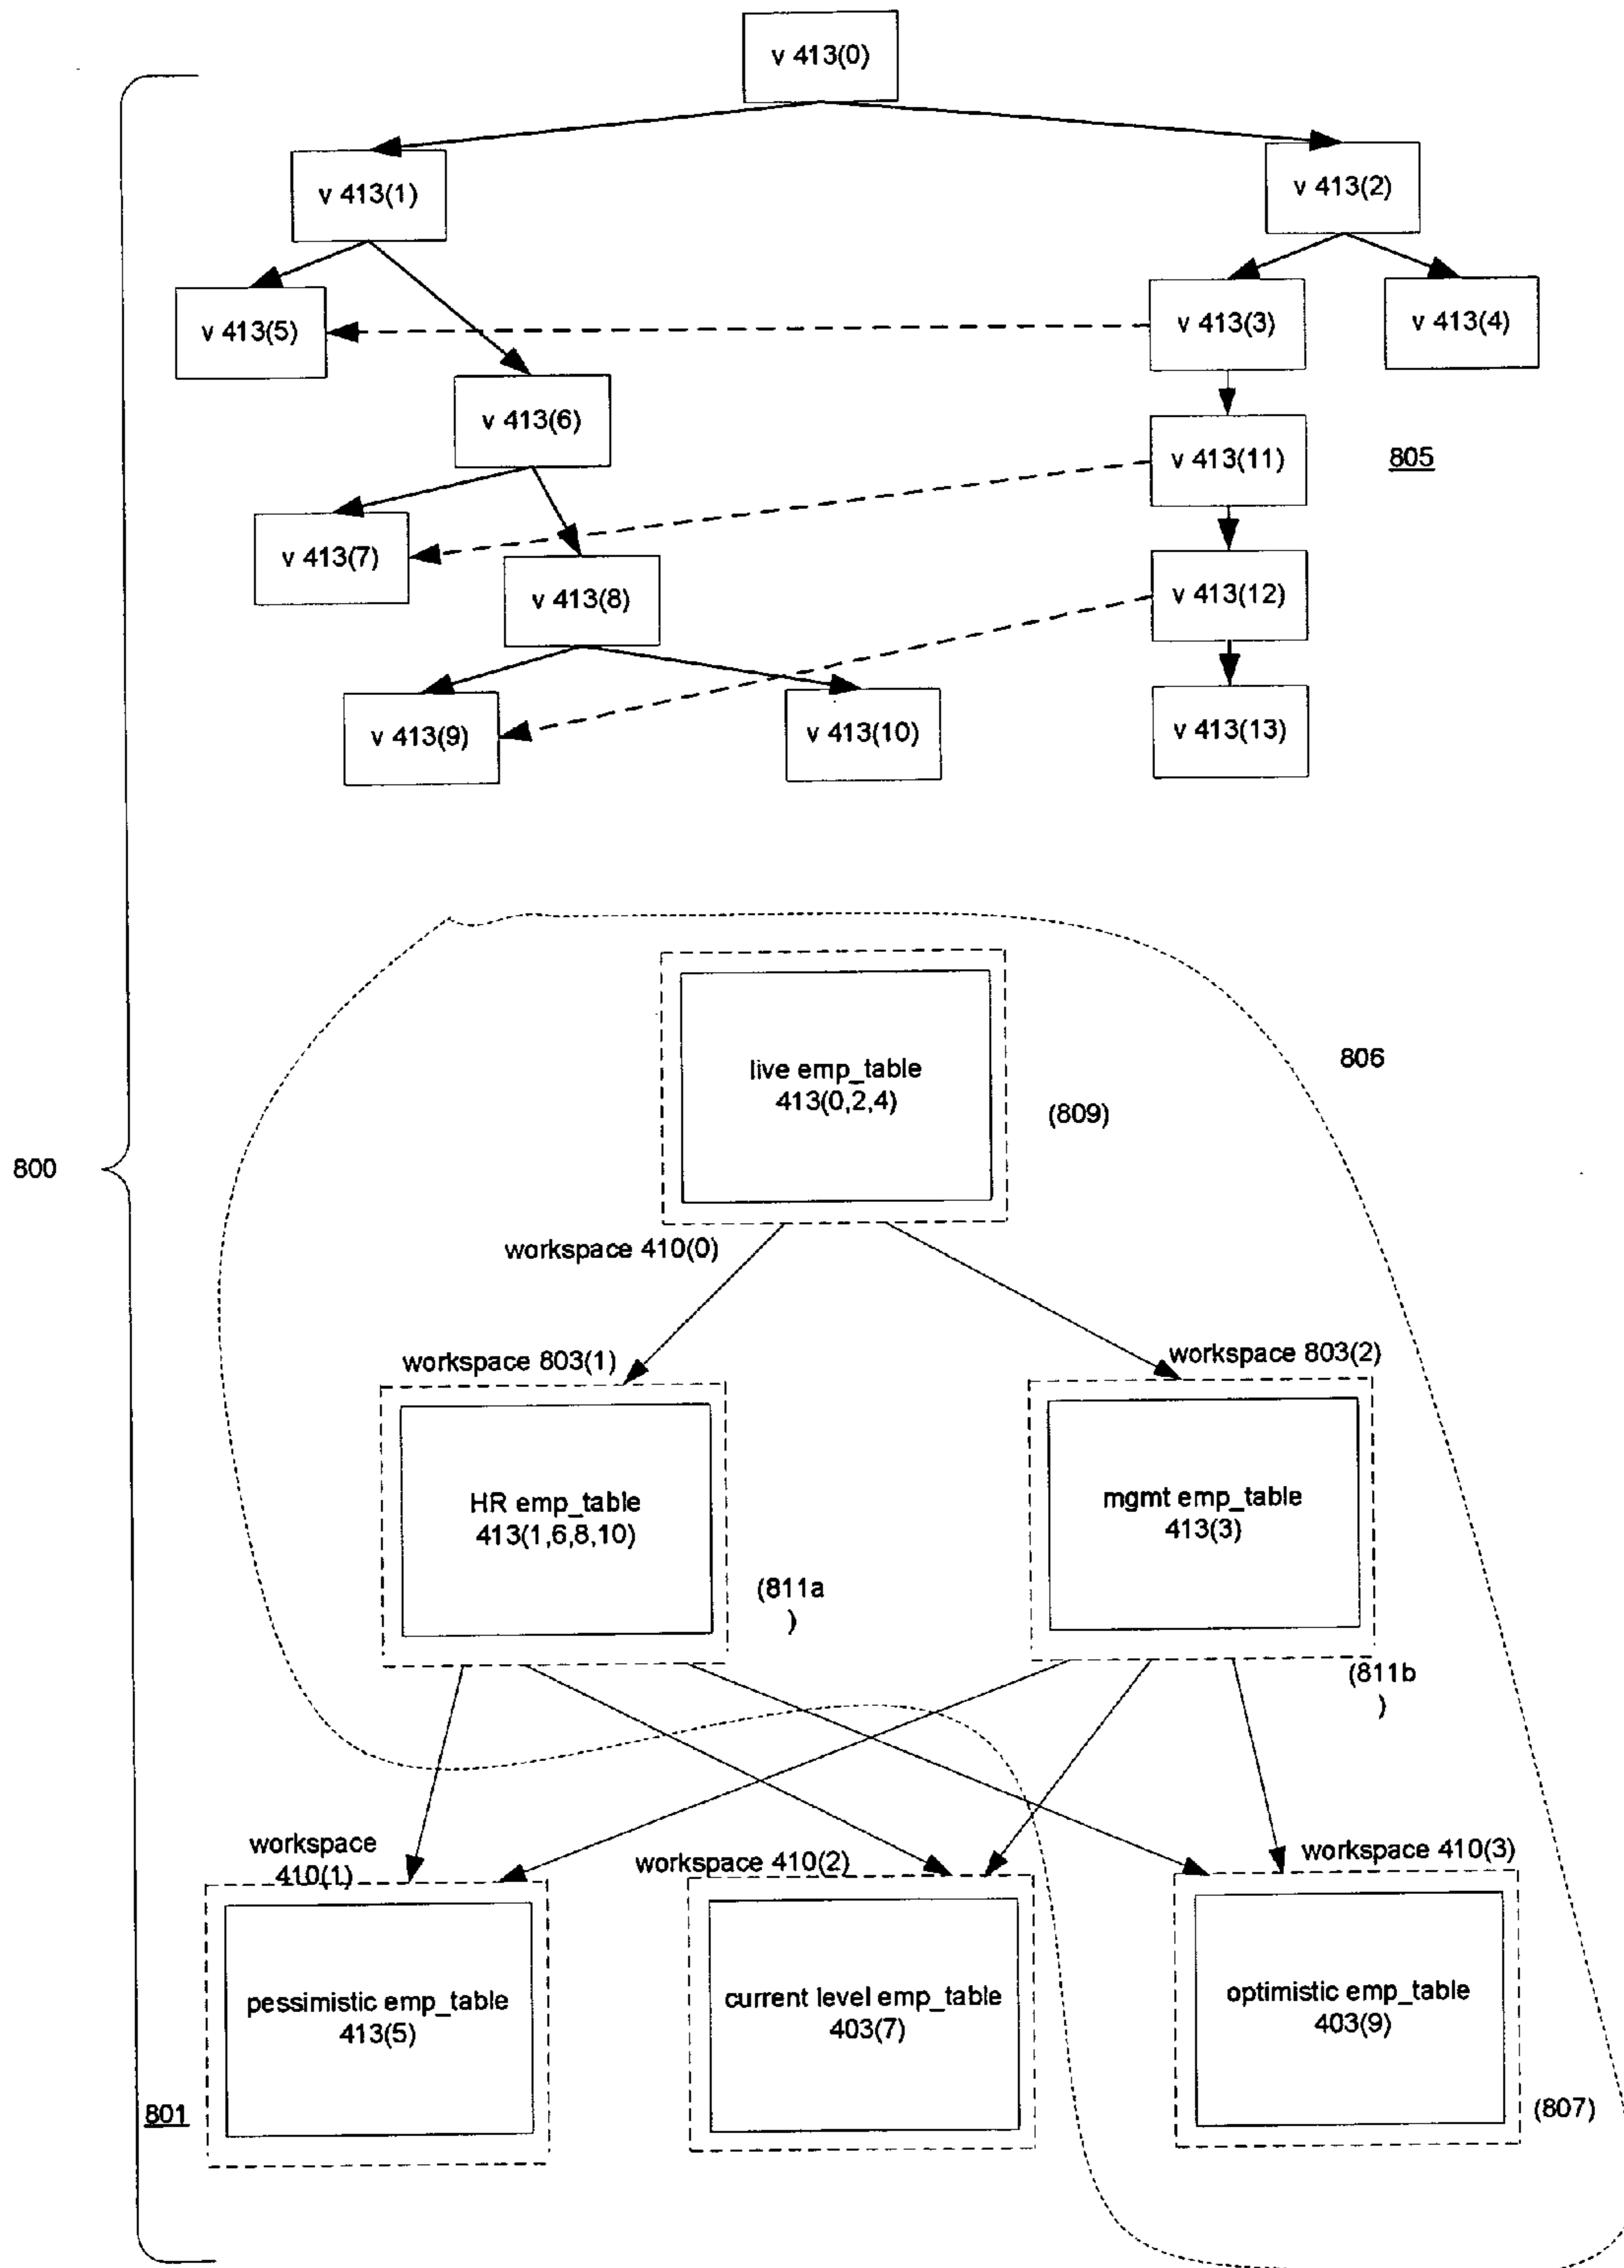 v 413(0)
v 413(1)
v 413(2)
v 413(5)
v 413(3)
v 413(4)
v 413(6)
v 413(11)
805
v 413(7)
v 413(8)
v 413(12)
v 413(9)
v 413(10)
v 413(13)
800
806
live emp_table
413(0,2,4)
(809)
workspace 410(0)
workspace 803(1)
workspace 803(2)
HR emp_table
413(1,6,8,10)
(811a
)
mgmt emp_table
413(3)
(811b
)
workspace
410(1)
workspace 410(2)
workspace 410(3)
pessimistic emp_table
413(5)
current level emp_table
403(7)
optimistic emp_table
403(9)
801
(807)